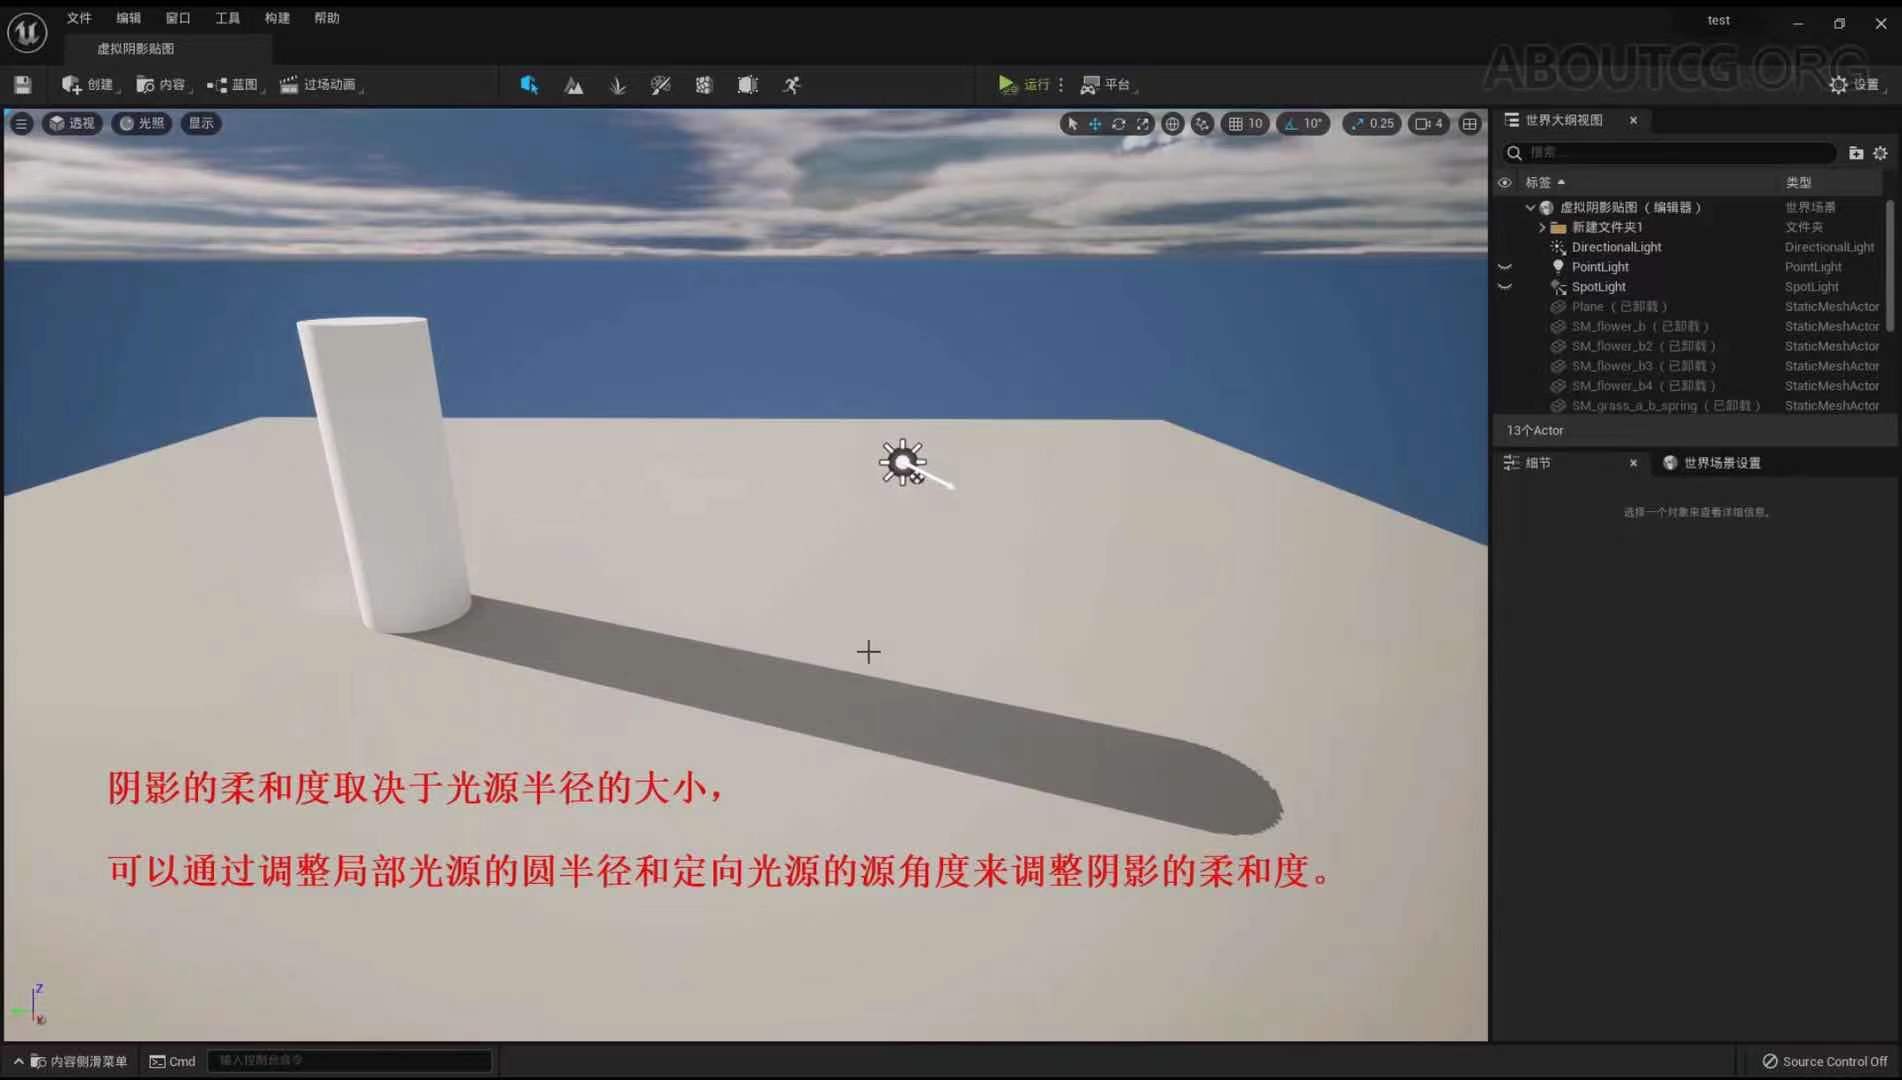 文件 编辑 窗口 工具 构建 帮助
test
虚拟阴影贴图
ABOUTCG.ORG
创建 内容 蓝图 过场动画 运行 平台 设置
透视 光照 显示
10 10° 0.25 4
世界大纲视图
搜索...
标签 类型
虚拟阴影贴图（编辑器） 世界场景
新建文件夹1 文件夹
DirectionalLight DirectionalLight
PointLight PointLight
SpotLight SpotLight
Plane（已卸载） StaticMeshActor
SM_flower_b（已卸载） StaticMeshActor
SM_flower_b2（已卸载） StaticMeshActor
SM_flower_b3（已卸载） StaticMeshActor
SM_flower_b4（已卸载） StaticMeshActor
SM_grass_a_b_spring（已卸载） StaticMeshActor
13个Actor
细节 世界场景设置
选择一个对象来查看详细信息。
阴影的柔和度取决于光源半径的大小，
可以通过调整局部光源的圆半径和定向光源的源角度来调整阴影的柔和度。
Z
内容侧滑菜单 Cmd 输入控制台命令 Source Control Off